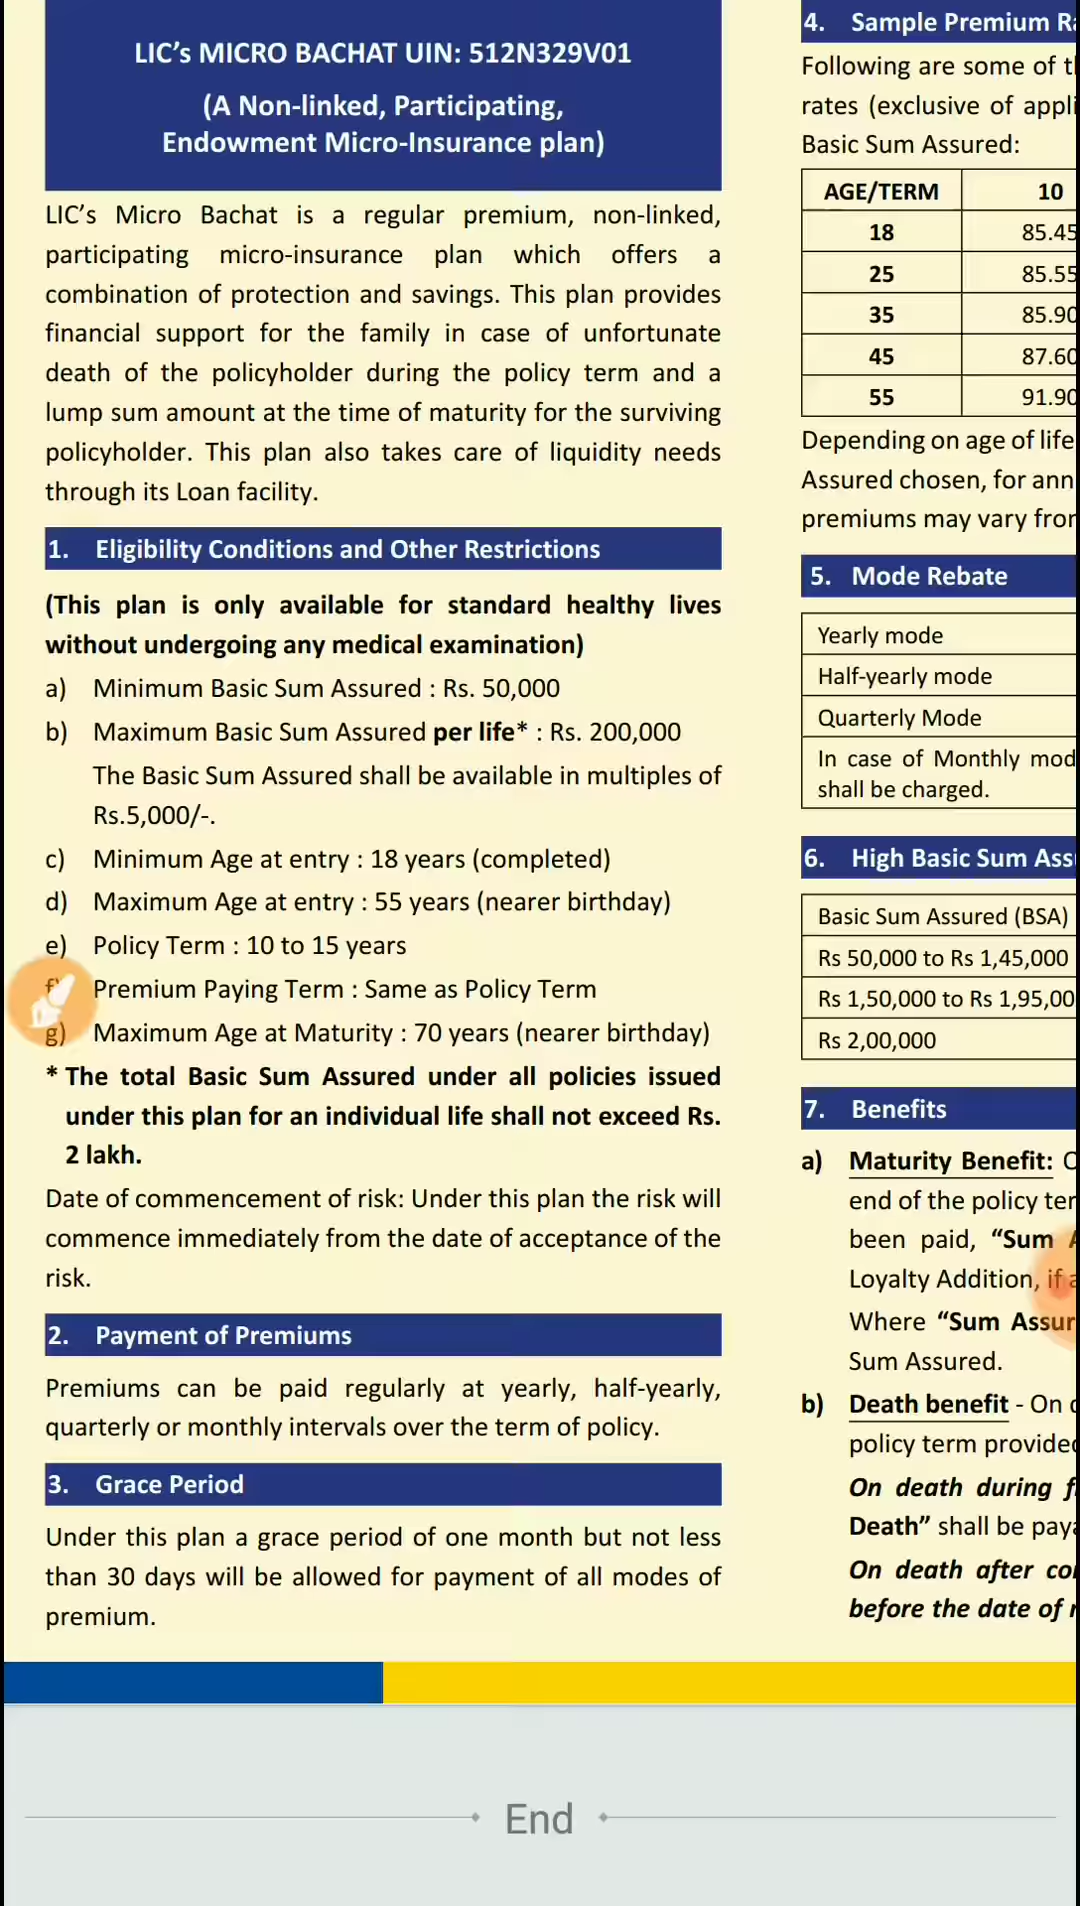 LIC’s MICRO BACHAT UIN: 512N329V01
(A Non-linked, Participating,
Endowment Micro-Insurance plan)
LIC’s Micro Bachat is a regular premium, non-linked,
participating micro-insurance plan which offers a
combination of protection and savings. This plan provides
financial support for the family in case of unfortunate
death of the policyholder during the policy term and a
lump sum amount at the time of maturity for the surviving
policyholder. This plan also takes care of liquidity needs
through its Loan facility.
1. Eligibility Conditions and Other Restrictions
(This plan is only available for standard healthy lives
without undergoing any medical examination)
a) Minimum Basic Sum Assured : Rs. 50,000
b) Maximum Basic Sum Assured per life* : Rs. 200,000
The Basic Sum Assured shall be available in multiples of
Rs.5,000/-.
c) Minimum Age at entry : 18 years (completed)
d) Maximum Age at entry : 55 years (nearer birthday)
e) Policy Term : 10 to 15 years
f) Premium Paying Term : Same as Policy Term
g) Maximum Age at Maturity : 70 years (nearer birthday)
* The total Basic Sum Assured under all policies issued
under this plan for an individual life shall not exceed Rs.
2 lakh.
Date of commencement of risk: Under this plan the risk will
commence immediately from the date of acceptance of the
risk.
2. Payment of Premiums
Premiums can be paid regularly at yearly, half-yearly,
quarterly or monthly intervals over the term of policy.
3. Grace Period
Under this plan a grace period of one month but not less
than 30 days will be allowed for payment of all modes of
premium.
4. Sample Premium
Following are some of
rates (exclusive of
Basic Sum Assured:
AGE/TERM 10
18 85.45
25 85.55
35 85.90
45 87.60
55 91.90
Depending on age of life
Assured chosen, for
premiums may vary
5. Mode Rebate
Yearly mode
Half-yearly mode
Quarterly Mode
In case of Monthly
shall be charged.
6. High Basic Sum
Basic Sum Assured (BSA)
Rs 50,000 to Rs 1,45,000
Rs 1,50,000 to Rs
Rs 2,00,000
7. Benefits
a) Maturity Benefit:
end of the policy
been paid, “Sum
Loyalty Addition, if
Where “Sum
Sum Assured.
b) Death benefit - On
policy term
On death during
Death” shall be
On death after
before the date of
End